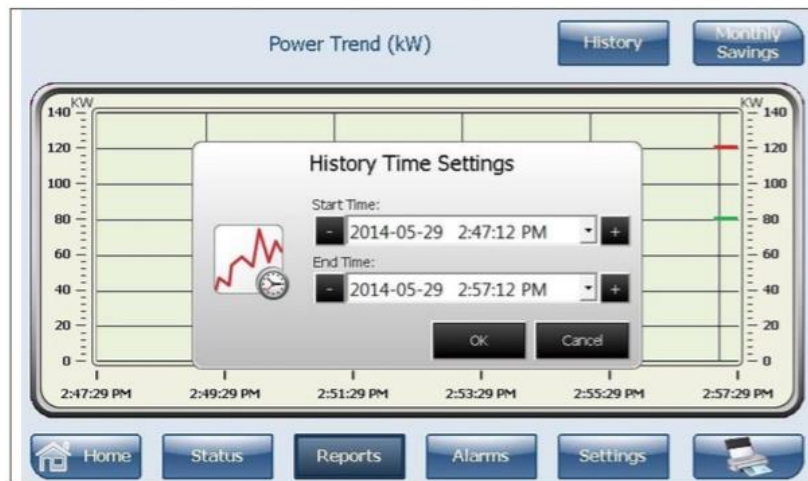 Power Trend (kW)
History
Monthly
Savings
KW
KW
140
140
120
120
100
100
80
80
60
60
40
40
20
20
0
0
History Time Settings
Start Time:
- 2014-05-29 2:47:12 PM +
End Time:
- 2014-05-29 2:57:12 PM +
OK
Cancel
2:47:29 PM
2:49:29 PM
2:51:29 PM
2:53:29 PM
2:55:29 PM
2:57:29 PM
Home
Status
Reports
Alarms
Settings